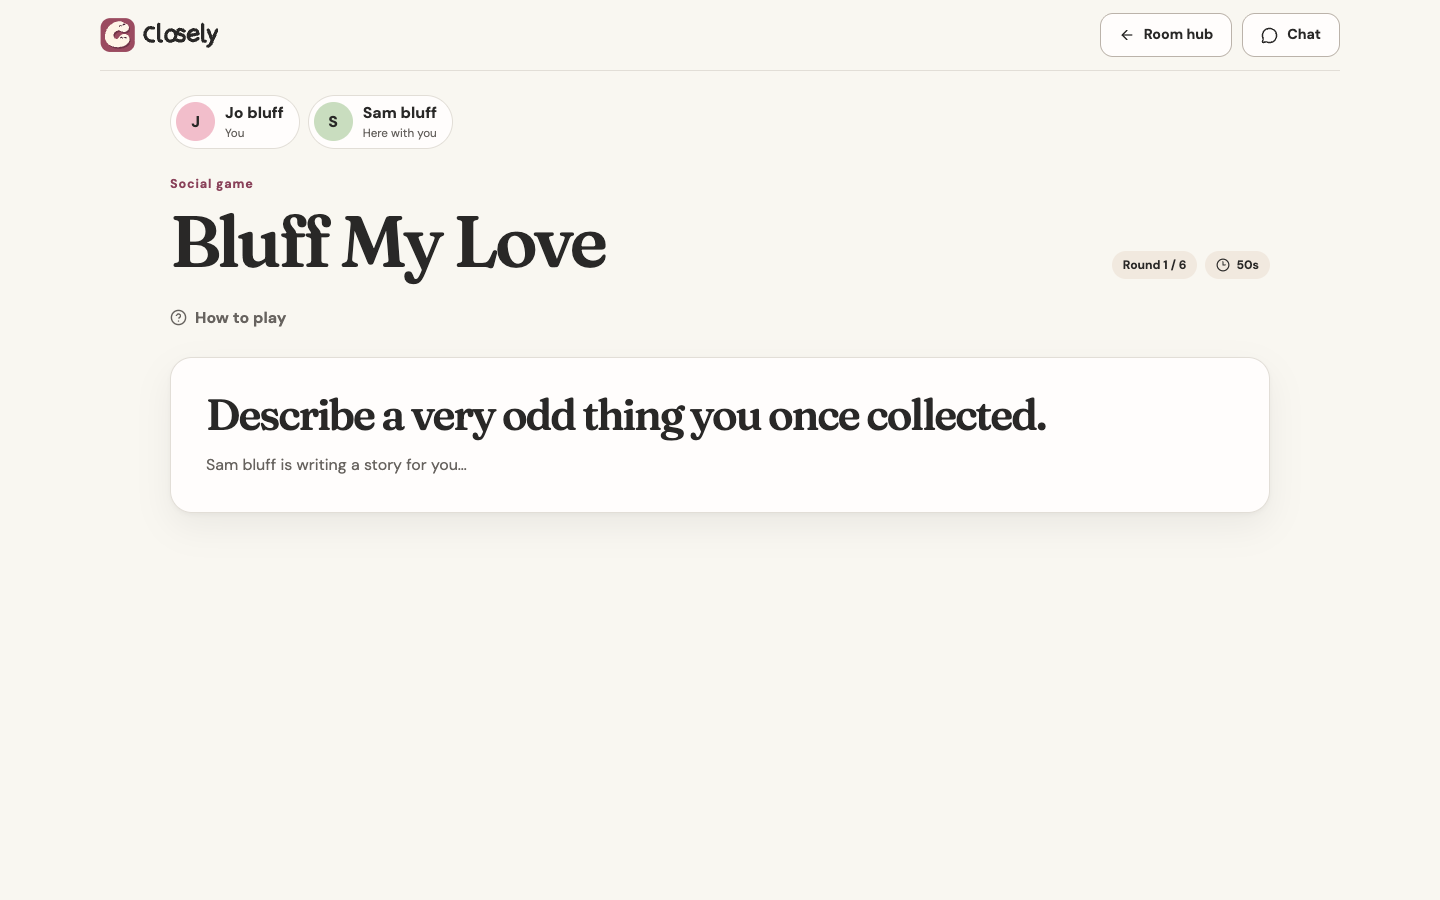 Closely
Room hub
Chat
J
Jo bluff
You
S
Sam bluff
Here with you
Social game
Bluff My Love
Round 1 / 6
50s
How to play
Describe a very odd thing you once collected.
Sam bluff is writing a story for you...